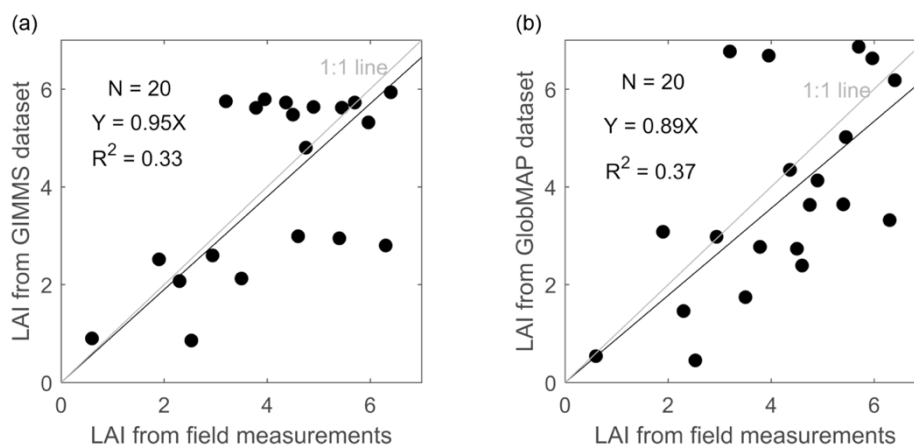 (a)
LAI from GIMMS dataset
6
4
2
0
0 2 4 6
LAI from field measurements
N = 20
Y = 0.95X
R² = 0.33
1:1 line
(b)
LAI from GlobMAP dataset
6
4
2
0
0 2 4 6
LAI from field measurements
N = 20
Y = 0.89X
R² = 0.37
1:1 line